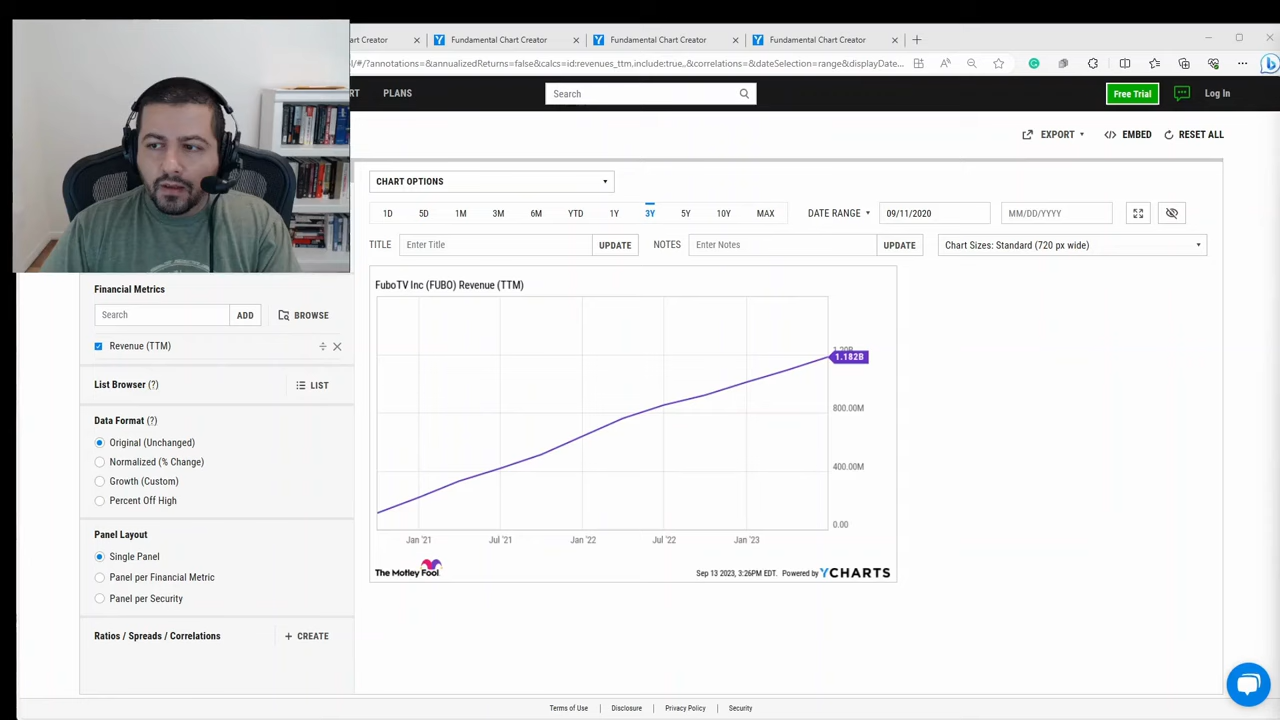 art Creator
Fundamental Chart Creator
Fundamental Chart Creator
Fundamental Chart Creator
l/#/?annotations=&annualizedReturns=false&calcs=id:revenues_ttm,include:true,,&correlations=&dateSelection=range&displayDate...
RT
PLANS
Search
Free Trial
Log In
EXPORT
EMBED
RESET ALL
CHART OPTIONS
1D 5D 1M 3M 6M YTD 1Y 3Y 5Y 10Y MAX
DATE RANGE
09/11/2020
MM/DD/YYYY
TITLE
Enter Title
UPDATE
NOTES
Enter Notes
UPDATE
Chart Sizes: Standard (720 px wide)
Financial Metrics
Search
ADD
BROWSE
Revenue (TTM)
List Browser (?)
LIST
Data Format (?)
Original (Unchanged)
Normalized (% Change)
Growth (Custom)
Percent Off High
Panel Layout
Single Panel
Panel per Financial Metric
Panel per Security
Ratios / Spreads / Correlations
CREATE
FuboTV Inc (FUBO) Revenue (TTM)
1.20B
1.182B
800.00M
400.00M
0.00
Jan '21 Jul '21 Jan '22 Jul '22 Jan '23
The Motley Fool
Sep 13 2023, 3:26PM EDT. Powered by YCHARTS
Terms of Use
Disclosure
Privacy Policy
Security